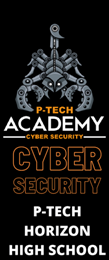 P-TECH
ACADEMY
CYBER SECURITY
CYBER
SECURITY
P-TECH
HORIZON
HIGH SCHOOL